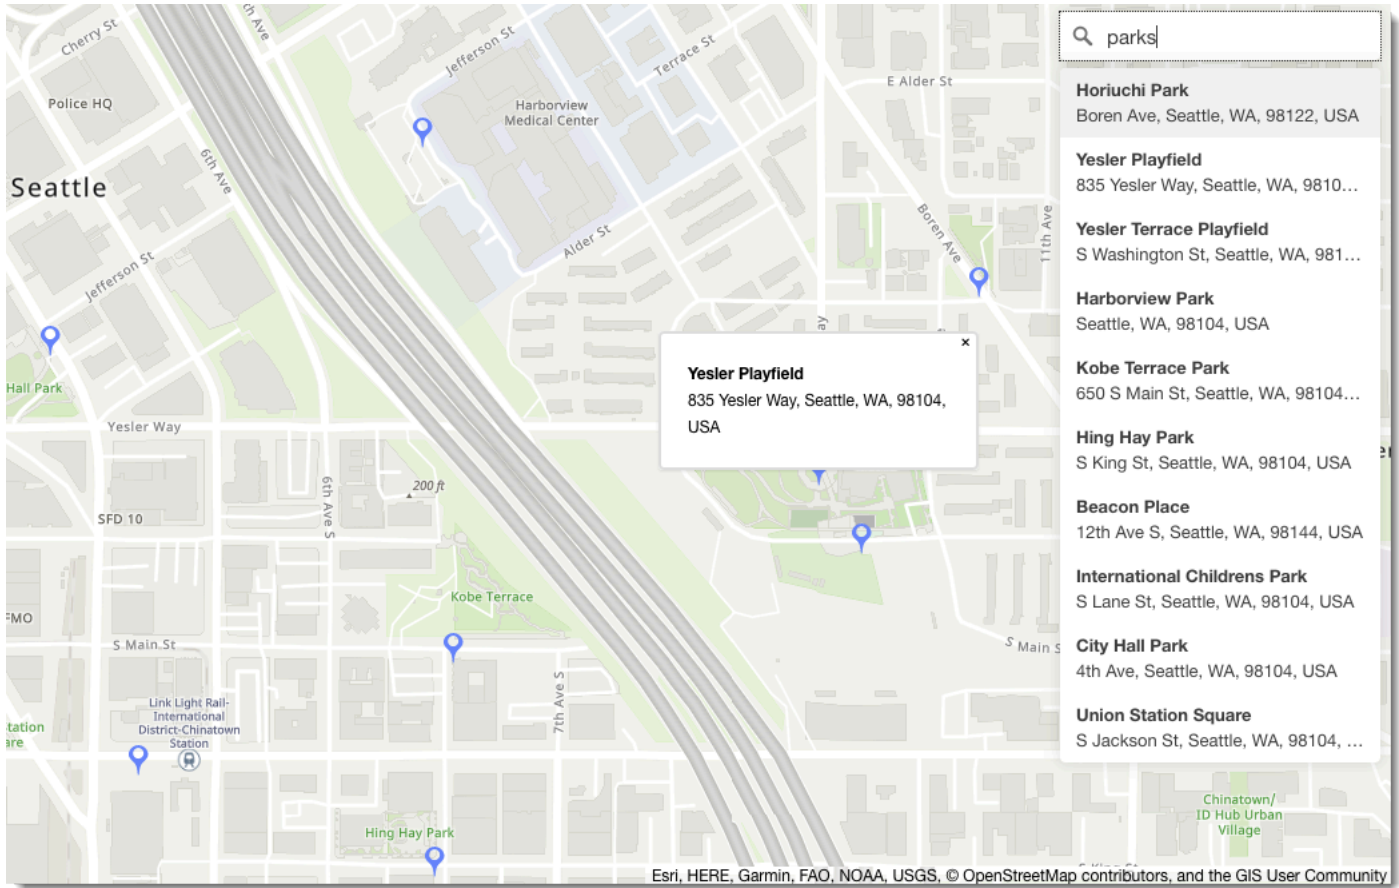 parks
Horiuchi Park
Boren Ave, Seattle, WA, 98122, USA
Yesler Playfield
835 Yesler Way, Seattle, WA, 9810...
Yesler Terrace Playfield
S Washington St, Seattle, WA, 981...
Harborview Park
Seattle, WA, 98104, USA
Kobe Terrace Park
650 S Main St, Seattle, WA, 98104...
Hing Hay Park
S King St, Seattle, WA, 98104, USA
Beacon Place
12th Ave S, Seattle, WA, 98144, USA
International Childrens Park
S Lane St, Seattle, WA, 98104, USA
City Hall Park
4th Ave, Seattle, WA, 98104, USA
Union Station Square
S Jackson St, Seattle, WA, 98104, ...
Cherry St
Jefferson St
Terrace St
E Alder St
Police HQ
Harborview
Medical Center
6th Ave
Seattle
Boren Ave
11th Ave
Alder St
Jefferson St
×
Yesler Playfield
835 Yesler Way, Seattle, WA, 98104,
USA
Hall Park
Yesler Way
200 ft
6th Ave S
SFD 10
Kobe Terrace
FMO
S Main St
S Main S
7th Ave S
Link Light Rail-
International
District-Chinatown
Station
Hing Hay Park
Chinatown/
ID Hub Urban
Village
Esri, HERE, Garmin, FAO, NOAA, USGS, © OpenStreetMap contributors, and the GIS User Community